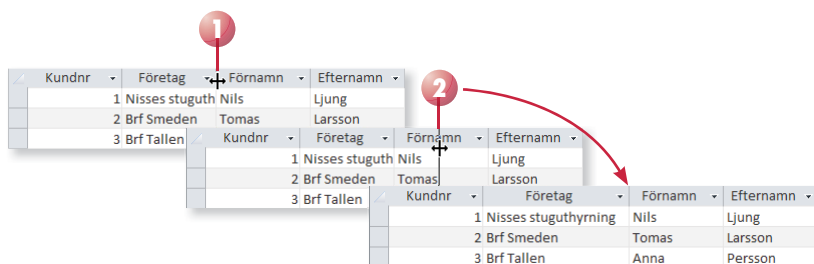 1
Kundnr Företag Förnamn Efternamn
1 Nisses stuguth Nils Ljung
2 Brf Smeden Tomas Larsson
3 Brf Tallen
2
Kundnr Företag Förnamn Efternamn
1 Nisses stuguth Nils Ljung
2 Brf Smeden Tomas Larsson
3 Brf Tallen
Kundnr Företag Förnamn Efternamn
1 Nisses stuguthyrning Nils Ljung
2 Brf Smeden Tomas Larsson
3 Brf Tallen Anna Persson